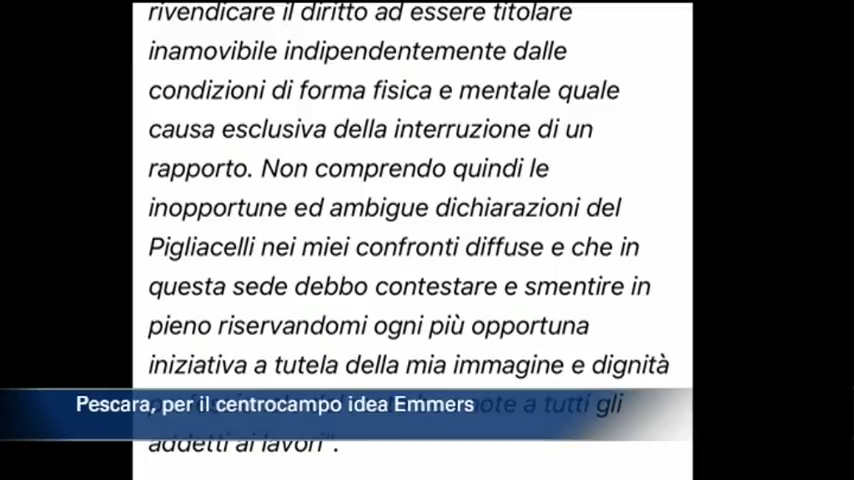 rivendicare il diritto ad essere titolare
inamovibile indipendentemente dalle
condizioni di forma fisica e mentale quale
causa esclusiva della interruzione di un
rapporto. Non comprendo quindi le
inopportune ed ambigue dichiarazioni del
Pigliacelli nei miei confronti diffuse e che in
questa sede debbo contestare e smentire in
pieno riservandomi ogni più opportuna
iniziativa a tutela della mia immagine e dignità
note a tutti gli
Pescara, per il centrocampo idea Emmers
addetti ai lavori".